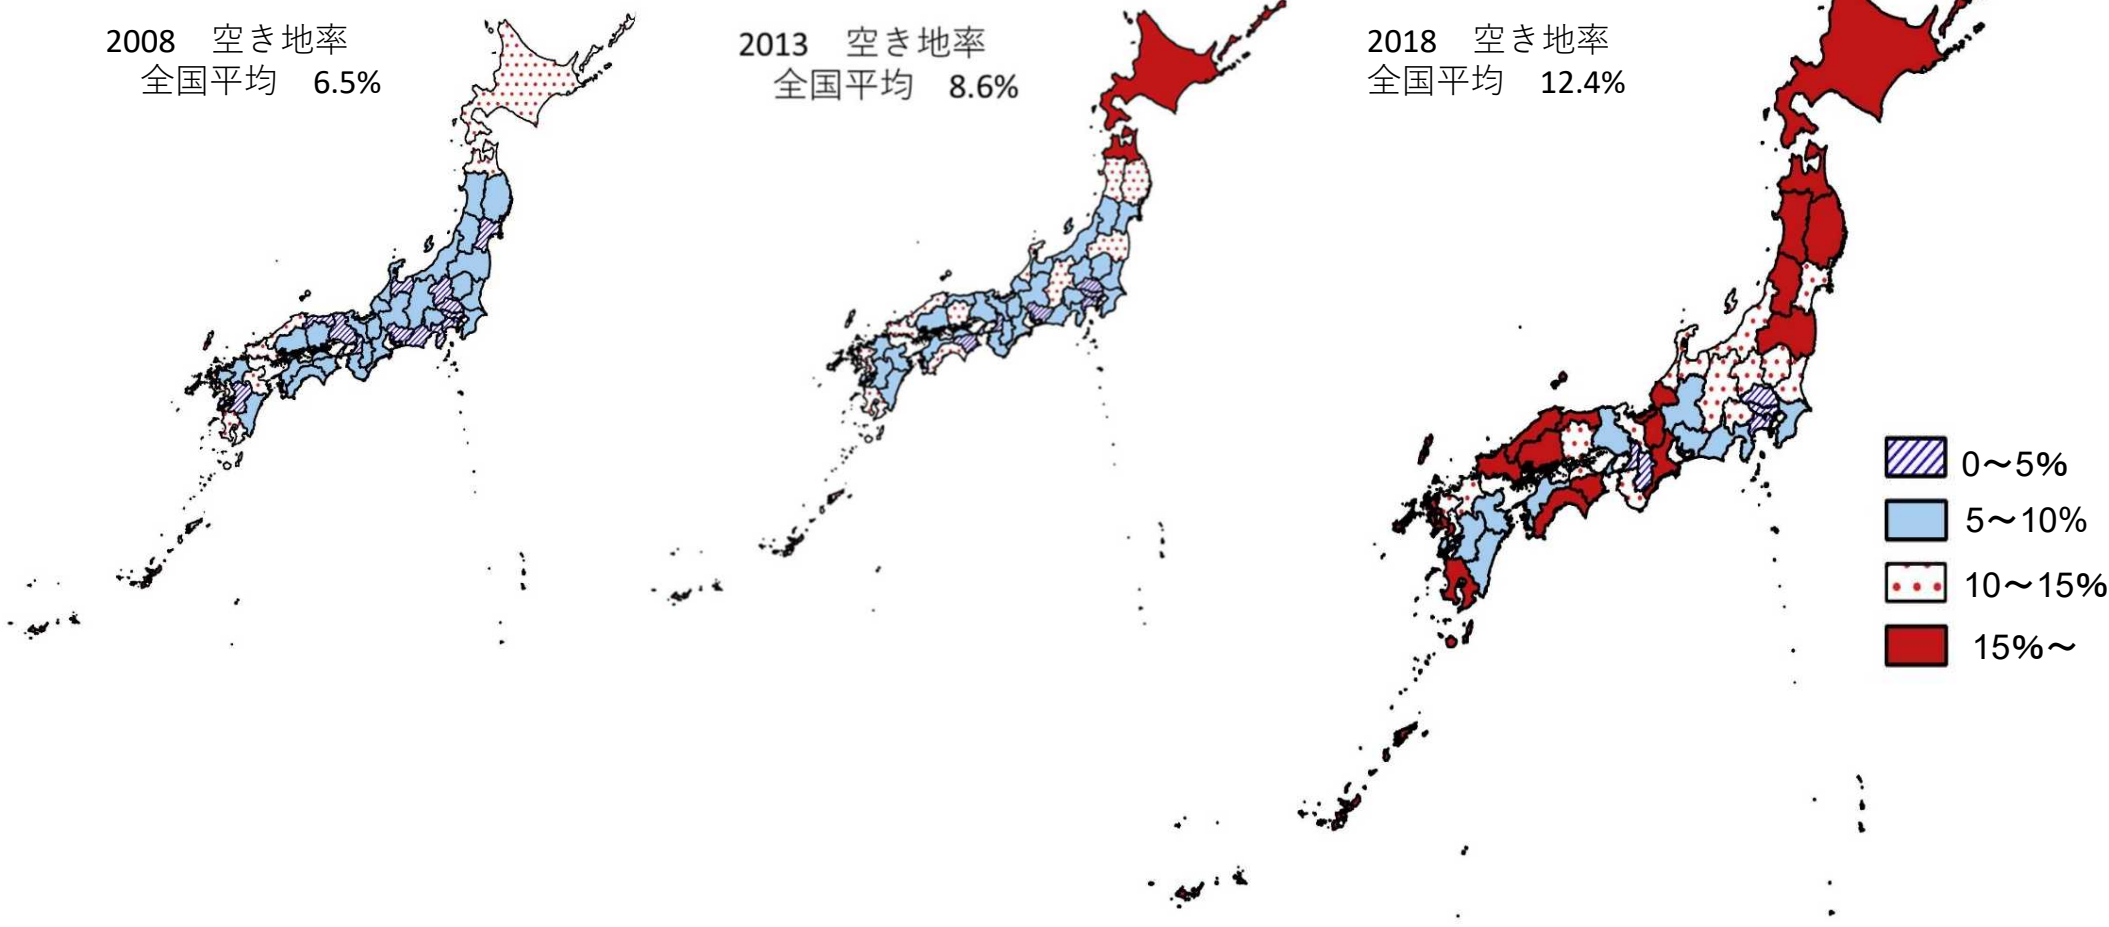 2008　空き地率
全国平均　6.5%
2013　空き地率
全国平均　8.6%
2018　空き地率
全国平均　12.4%
0～5%
5～10%
10～15%
15%～